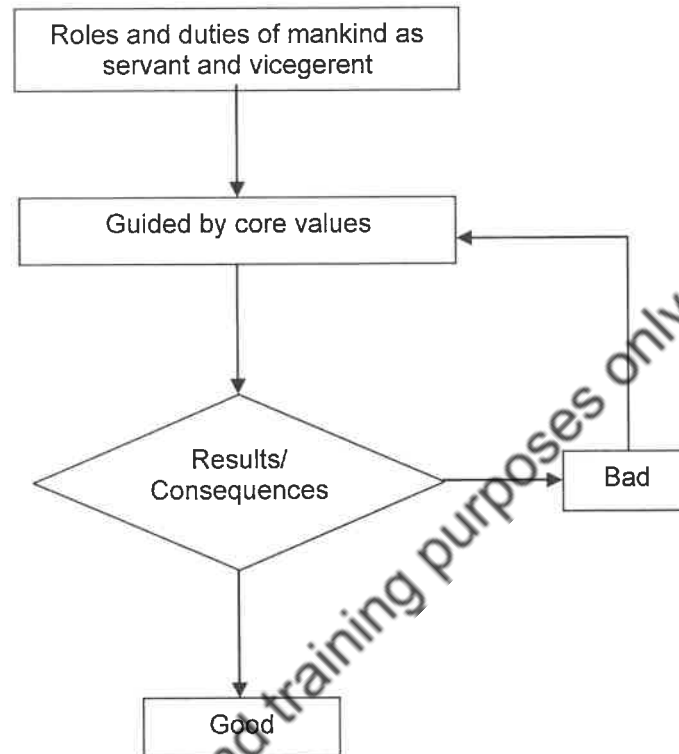 Roles and duties of mankind as
servant and vicegerent
Guided by core values
Results/
Consequences
Bad
Good
training purposes only